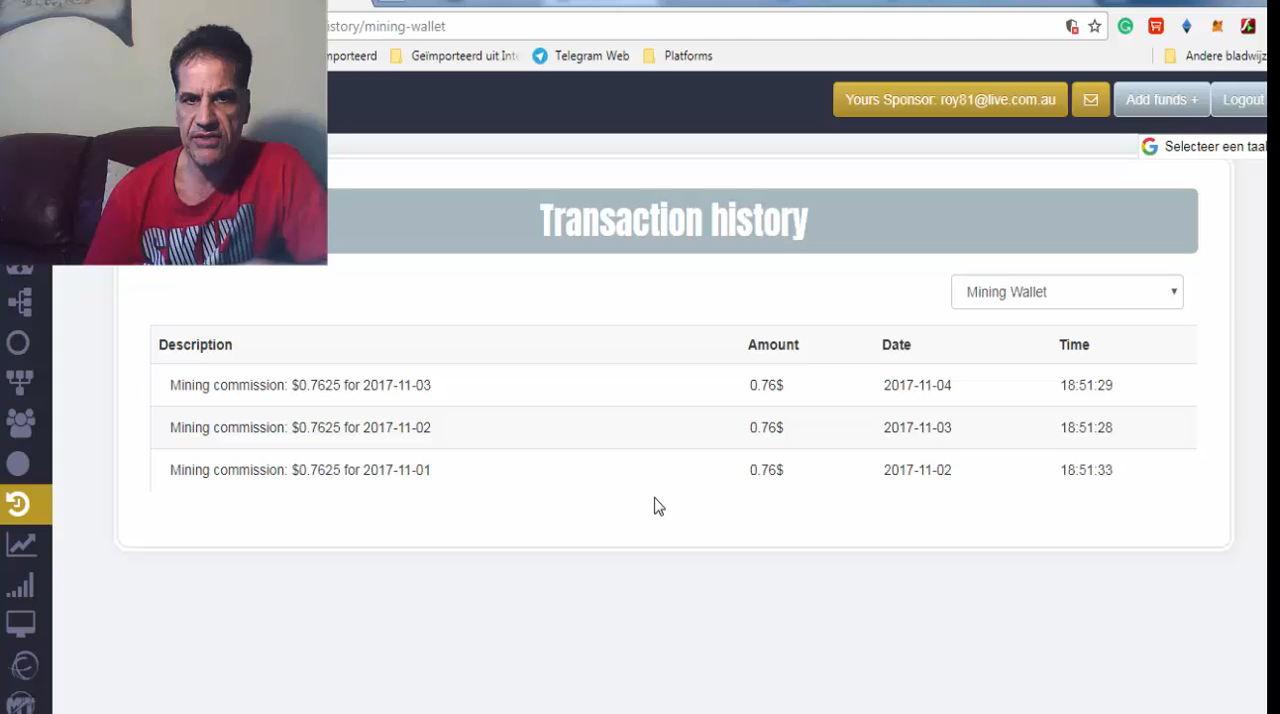 istory/mining-wallet
mporteerd
Geïmporteerd uit Int
Telegram Web
Platforms
Andere bladwijz
Yours Sponsor: roy81@live.com.au
Add funds +
Logout
Selecteer een taal
Transaction history
Mining Wallet
Description Amount Date Time
Mining commission: $0.7625 for 2017-11-03 0.76$ 2017-11-04 18:51:29
Mining commission: $0.7625 for 2017-11-02 0.76$ 2017-11-03 18:51:28
Mining commission: $0.7625 for 2017-11-01 0.76$ 2017-11-02 18:51:33